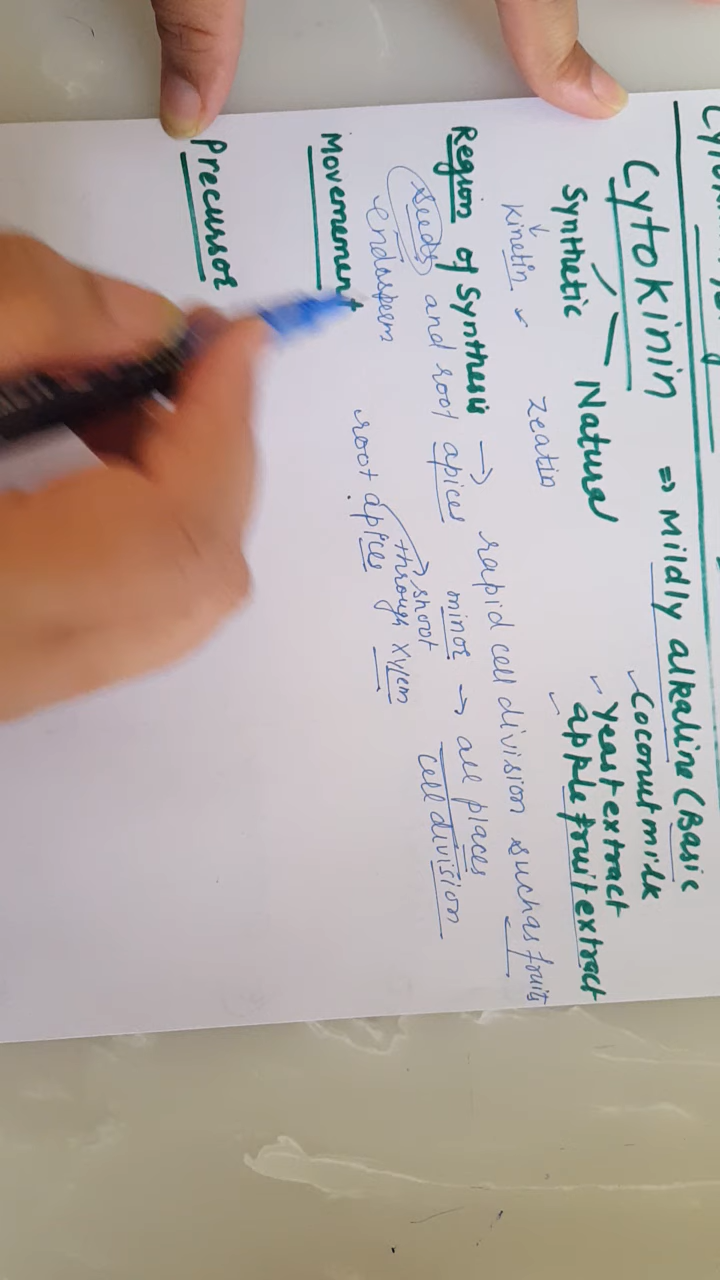 Cytokinin => Mildly alkaline (Basic
Coconut milk
Synthetic Natural Yeast extract
apple fruit extract
Kinetin Zeatin
Region of Synthesis → rapid cell division such as fruits
Seeds and root apices minor → all places
cell division
endosperm → shoot
through xylem
root apices
Movement
Precursor